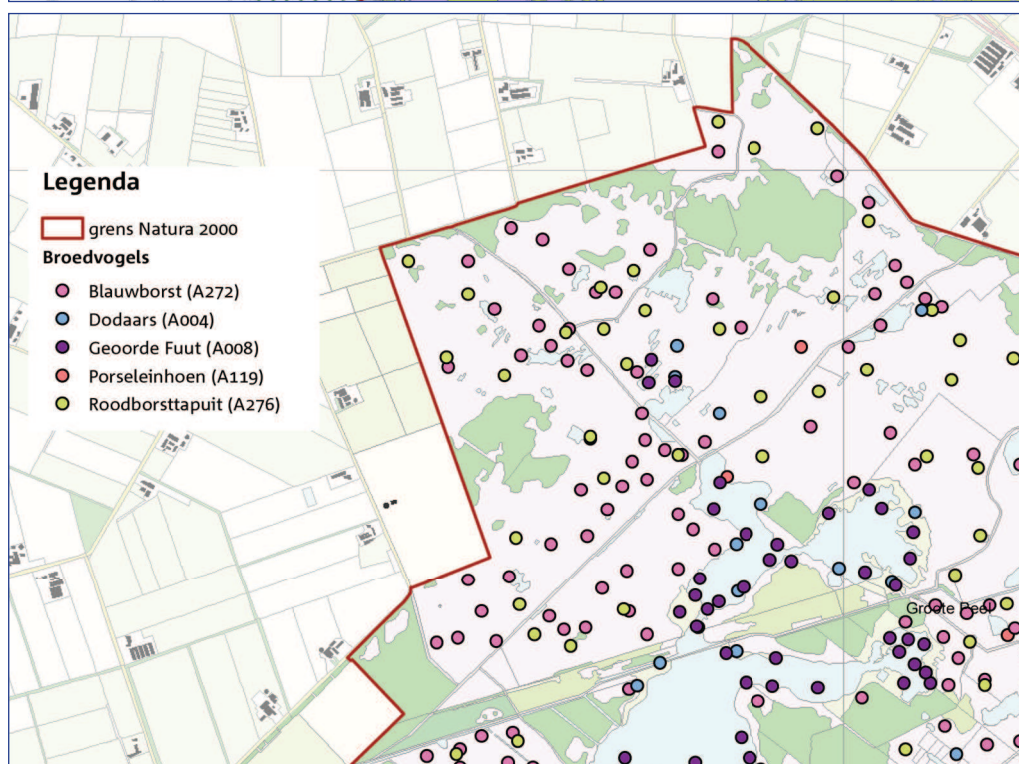 Legenda
grens Natura 2000
Broedvogels
Blauwborst (A272)
Dodaars (A004)
Geoorde Fuut (A008)
Porseleinhoen (A119)
Roodborsttapuit (A276)
Groote Peel